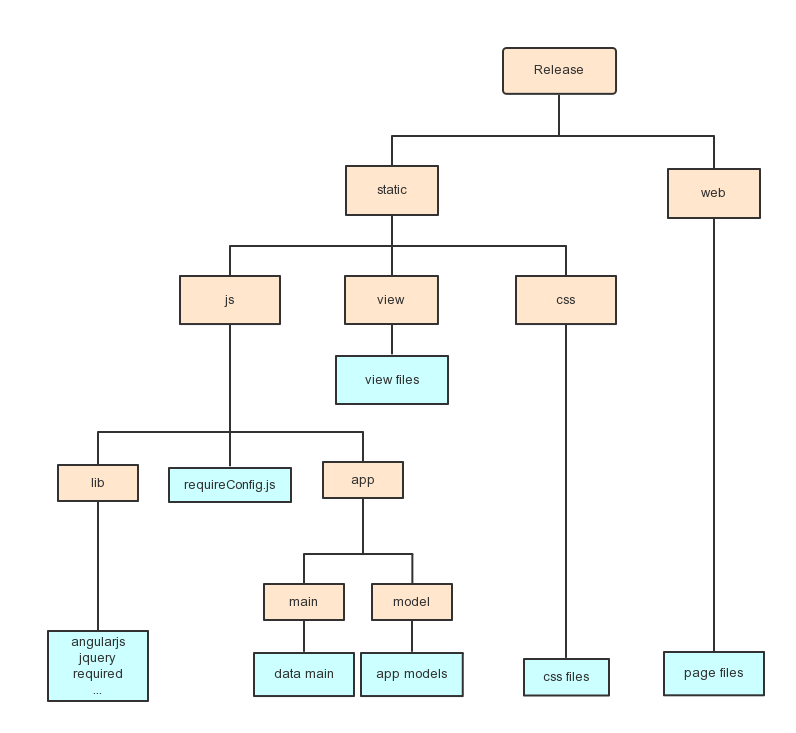 Release
static
web
js
view
css
view files
lib
requireConfig.js
app
main
model
angularjs
jquery
required
...
data main
app models
css files
page files